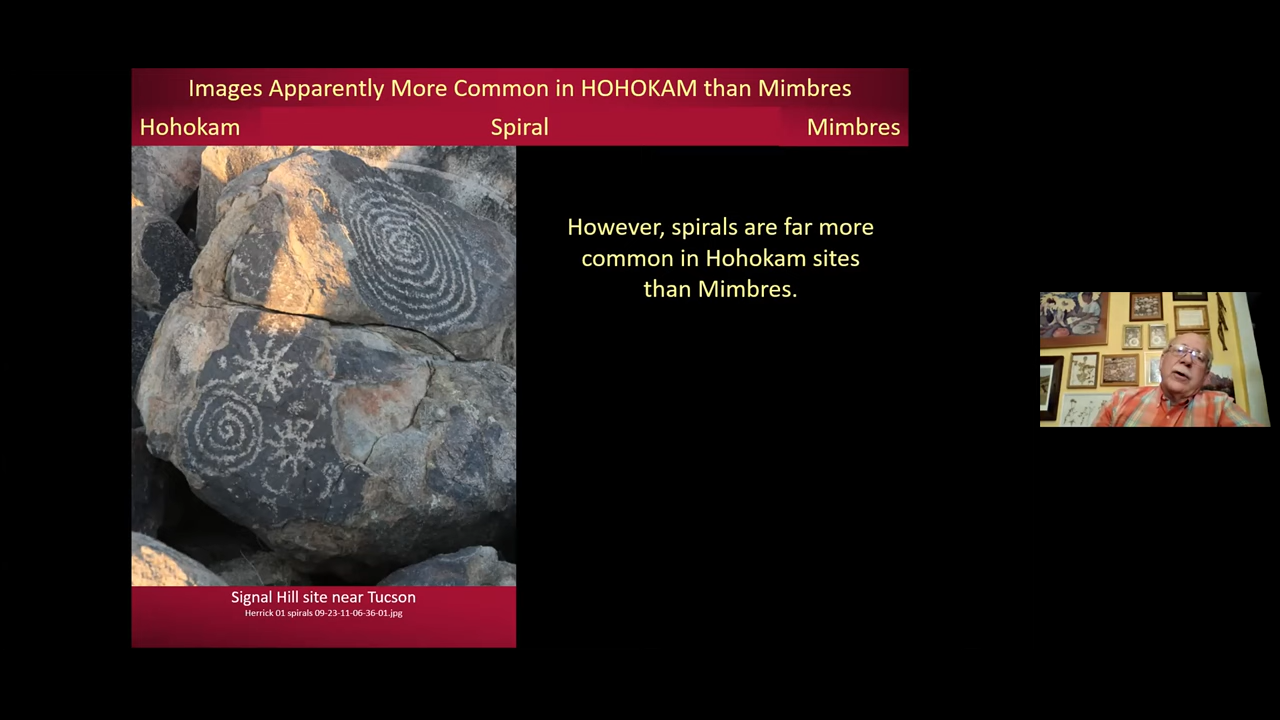 Images Apparently More Common in HOHOKAM than Mimbres
Hohokam
Spiral
Mimbres
However, spirals are far more
common in Hohokam sites
than Mimbres.
Signal Hill site near Tucson
Herrick 01 spirals 09-23-11-06-36-01.jpg